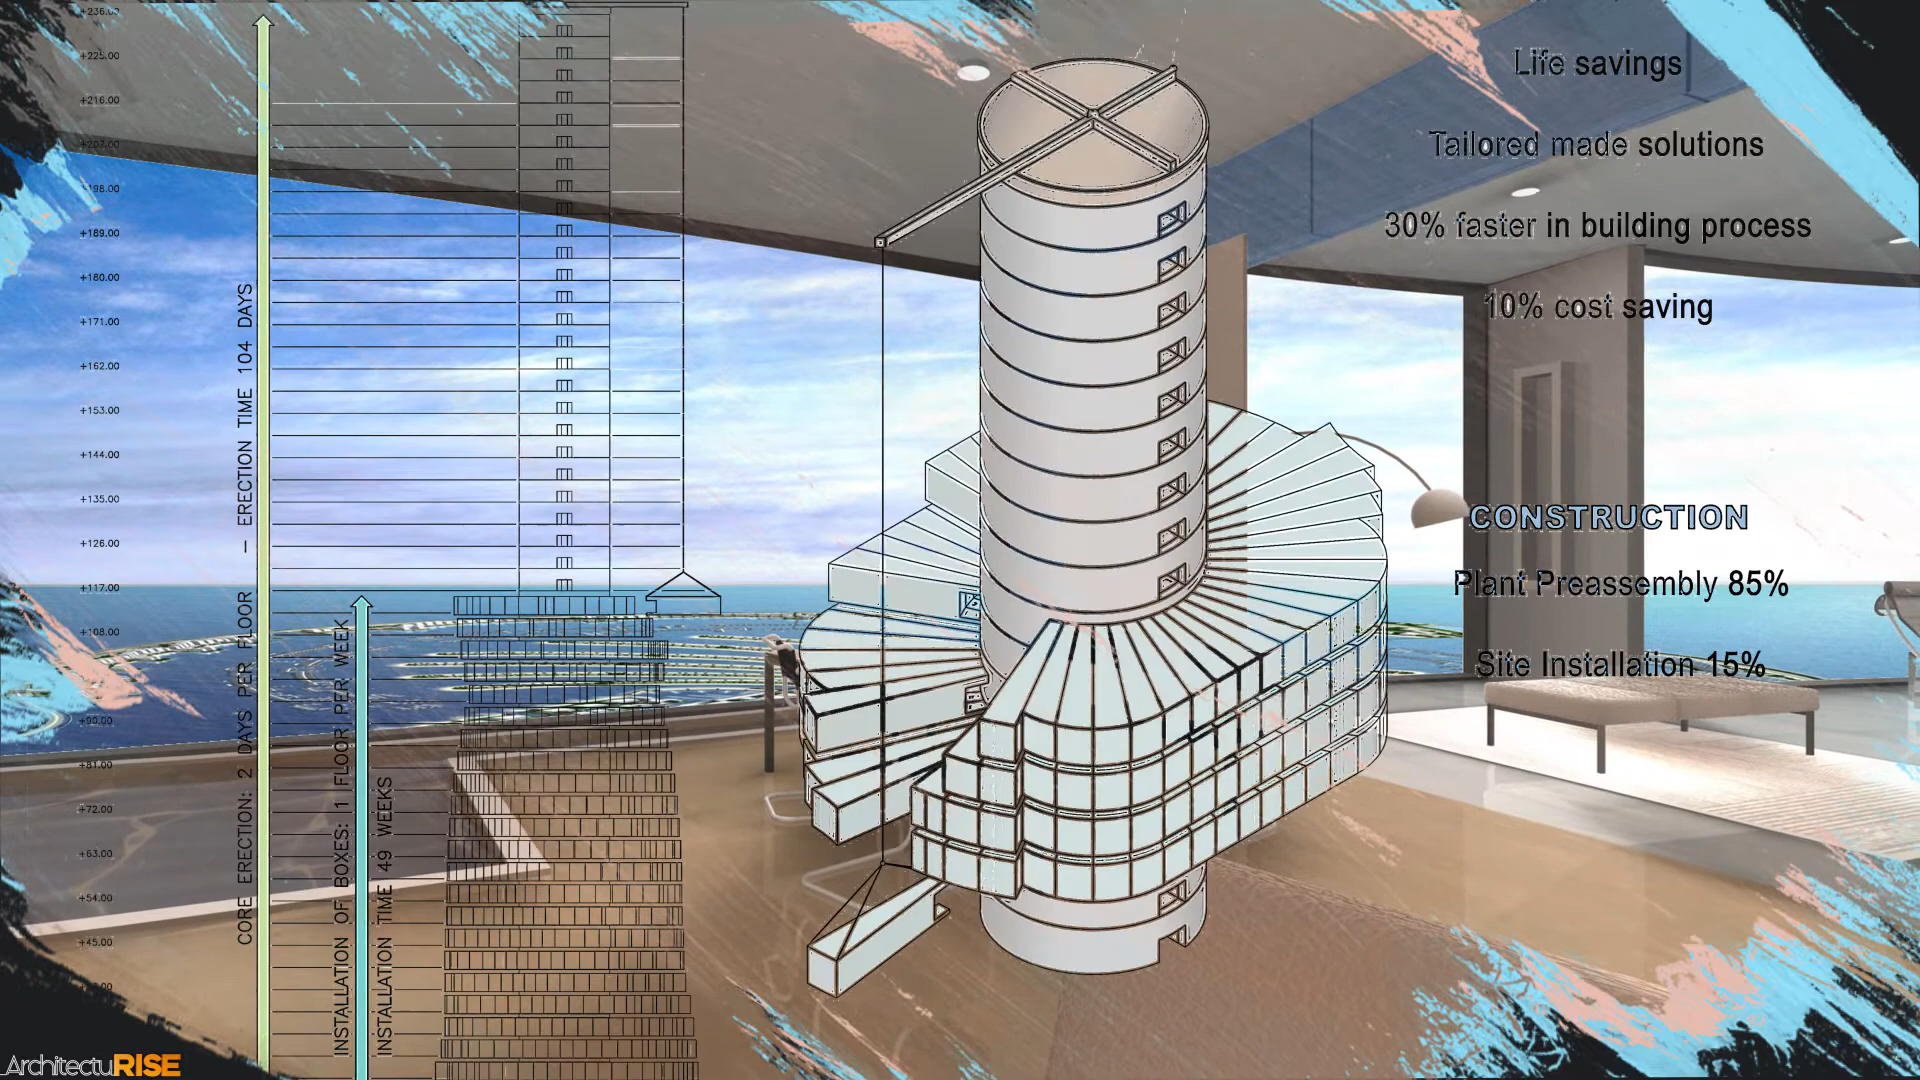 +236.
+225.00
+216.00
+207.00
+198.00
+189.00
+180.00
+171.00
+162.00
+153.00
+144.00
+135.00
+126.00
+117.00
+108.00
+90.00
+81.00
+72.00
+63.00
+54.00
+45.00
CORE ERECTION: 2 DAYS PER FLOOR — ERECTION TIME 104 DAYS
INSTALLATION OF BOXES: 1 FLOOR PER WEEK
INSTALLATION TIME 49 WEEKS
Life savings
Tailored made solutions
30% faster in building process
10% cost saving
CONSTRUCTION
Plant Preassembly 85%
Site Installation 15%
ArchitectuRISE